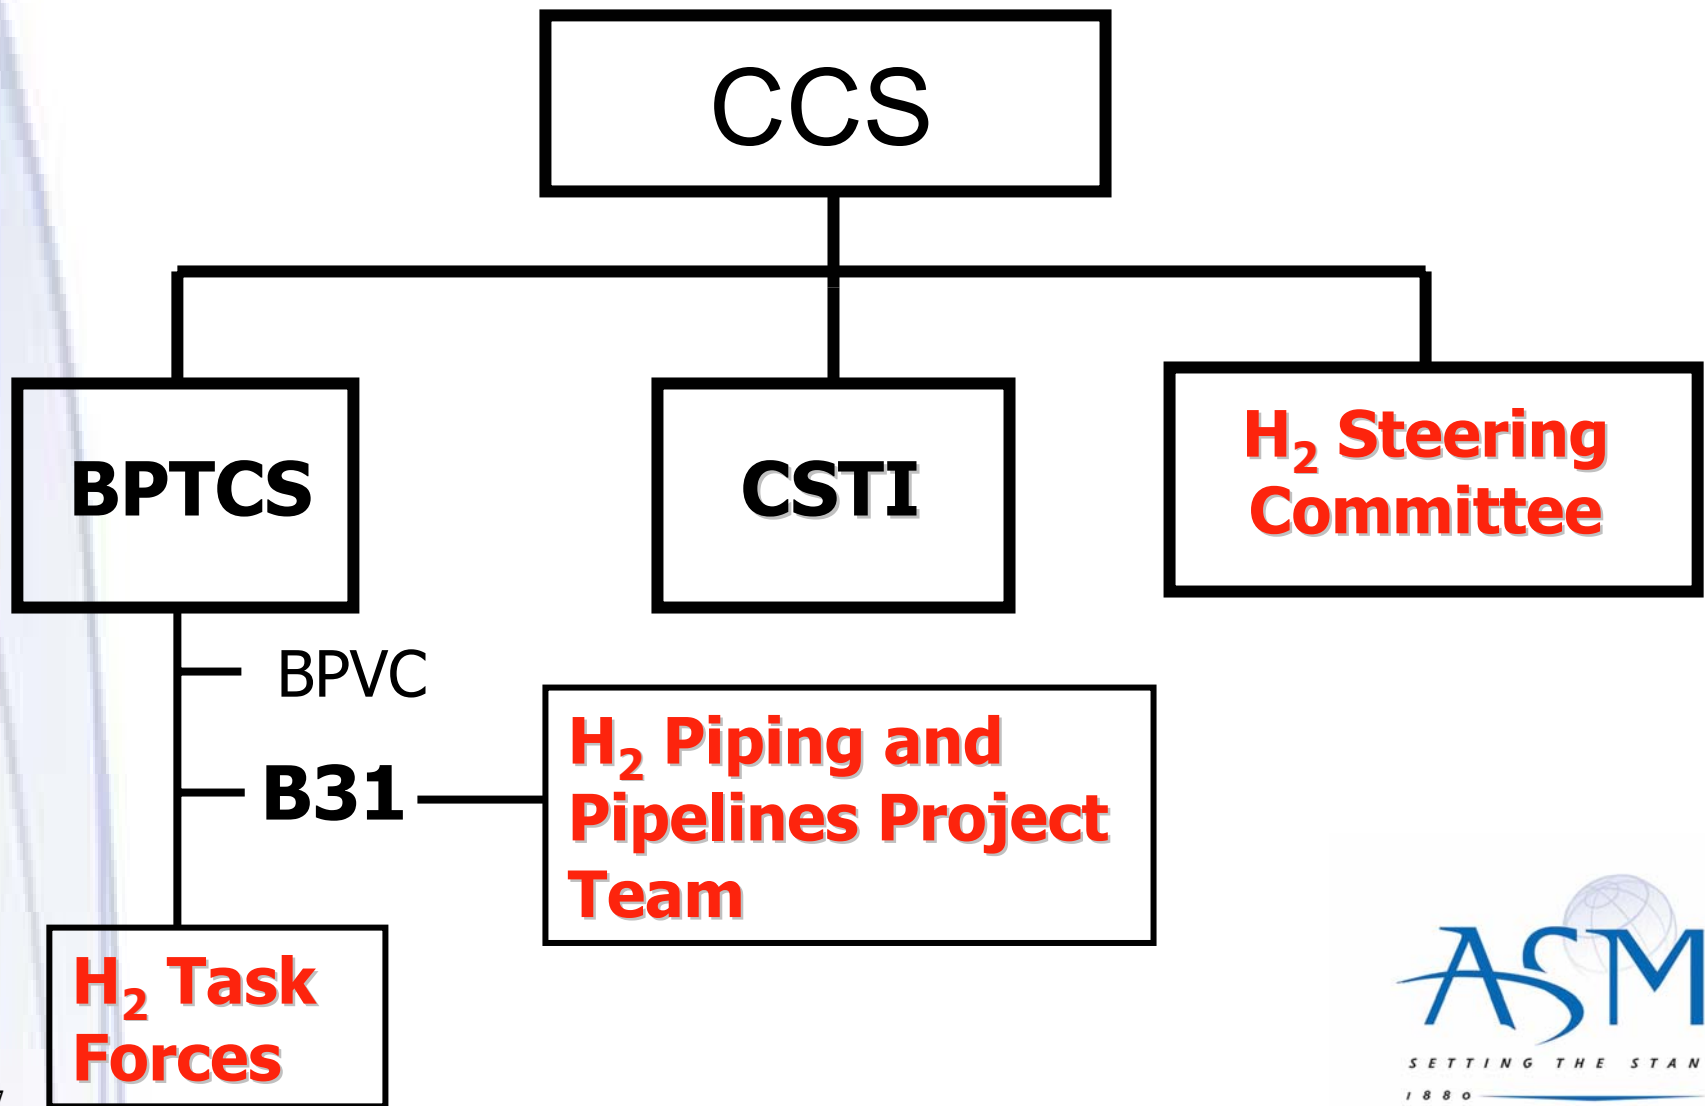 CCS
BPTCS
CSTI
H₂ Steering
Committee
BPVC
B31
H₂ Piping and
Pipelines Project
Team
H₂ Task
Forces
ASM
SETTING THE STAN
1880